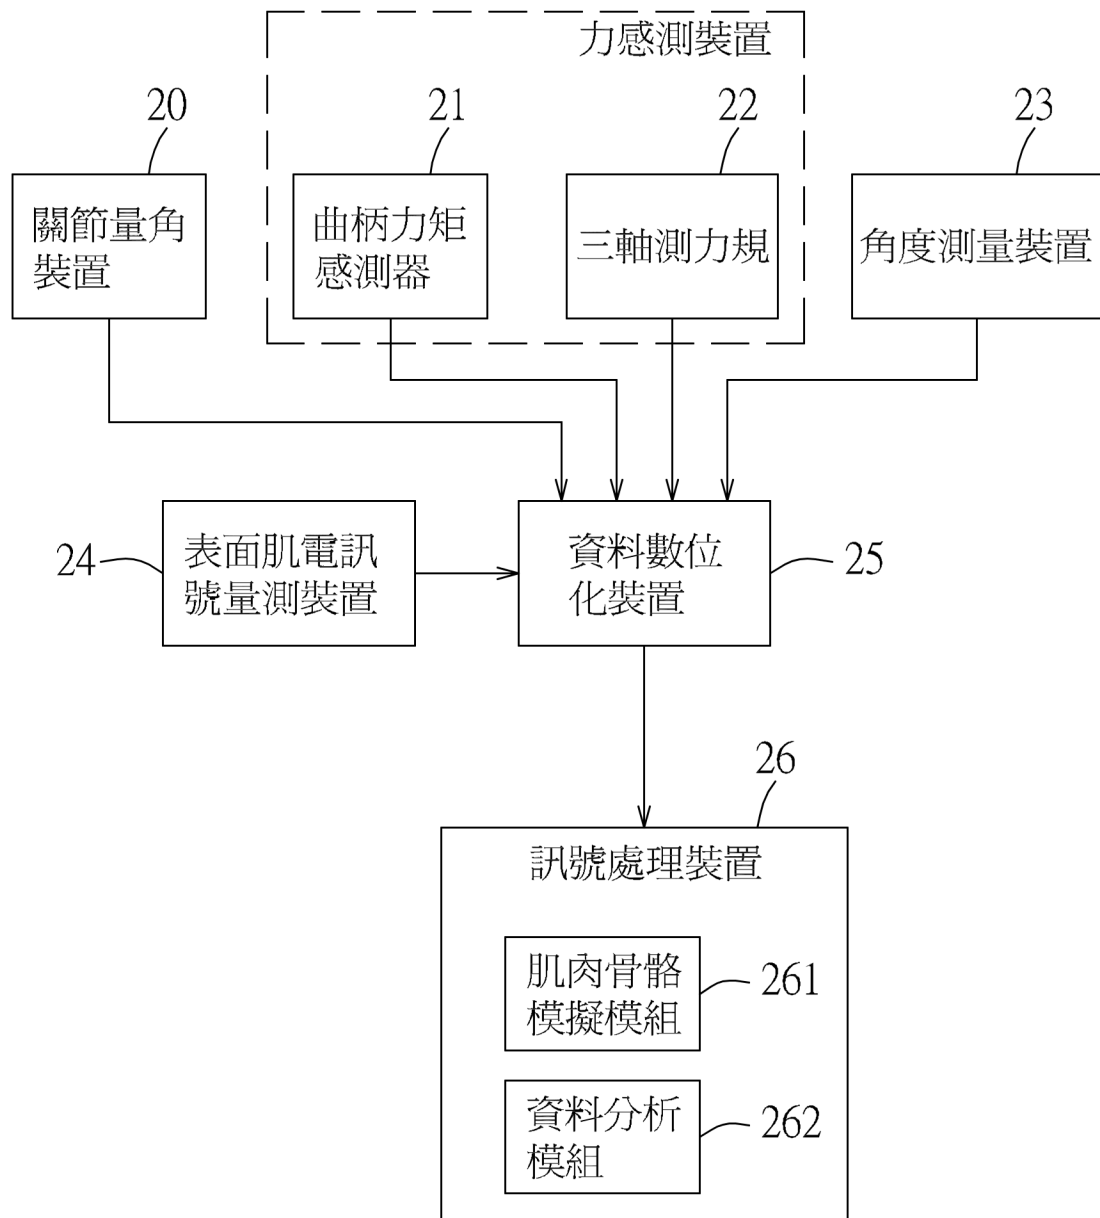 力感測裝置
20
21
22
23
關節量角
裝置
曲柄力矩
感測器
三軸測力規
角度測量裝置
24
表面肌電訊
號量測裝置
資料數位
化裝置
25
26
訊號處理裝置
肌肉骨骼
模擬模組
261
資料分析
模組
262